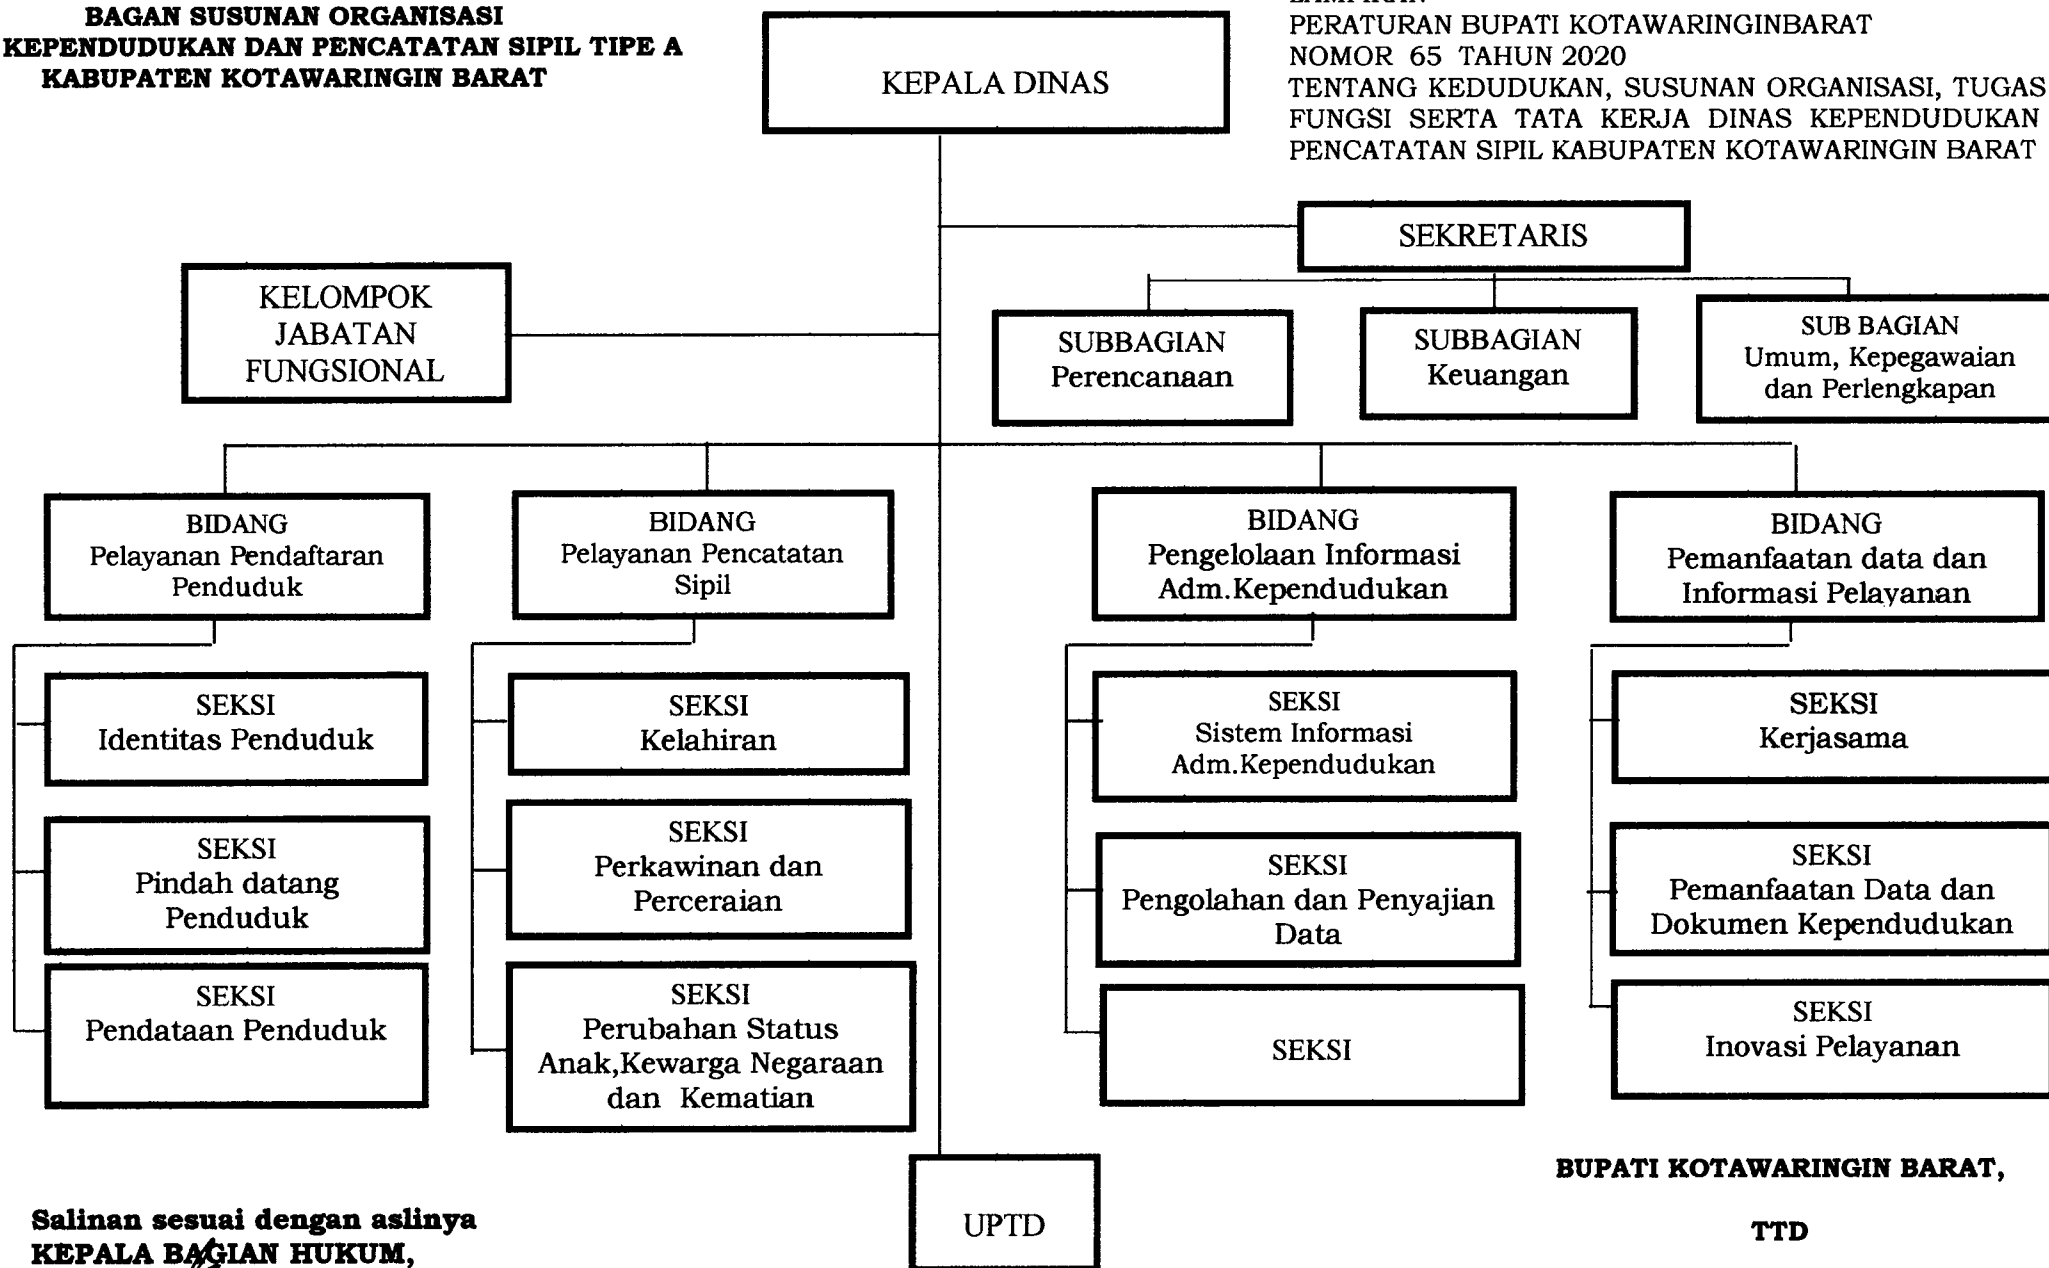 BAGAN SUSUNAN ORGANISASI
KEPENDUDUKAN DAN PENCATATAN SIPIL TIPE A
KABUPATEN KOTAWARINGIN BARAT
KEPALA DINAS
PERATURAN BUPATI KOTAWARINGINBARAT
NOMOR 65 TAHUN 2020
TENTANG KEDUDUKAN, SUSUNAN ORGANISASI, TUGAS
FUNGSI SERTA TATA KERJA DINAS KEPENDUDUKAN
PENCATATAN SIPIL KABUPATEN KOTAWARINGIN BARAT
SEKRETARIS
KELOMPOK
JABATAN
FUNGSIONAL
SUBBAGIAN
Perencanaan
SUBBAGIAN
Keuangan
SUB BAGIAN
Umum, Kepegawaian
dan Perlengkapan
BIDANG
Pelayanan Pendaftaran
Penduduk
BIDANG
Pelayanan Pencatatan
Sipil
BIDANG
Pengelolaan Informasi
Adm.Kependudukan
BIDANG
Pemanfaatan data dan
Informasi Pelayanan
SEKSI
Identitas Penduduk
SEKSI
Pindah datang
Penduduk
SEKSI
Pendataan Penduduk
SEKSI
Kelahiran
SEKSI
Perkawinan dan
Perceraian
SEKSI
Perubahan Status
Anak,Kewarga Negaraan
dan Kematian
SEKSI
Sistem Informasi
Adm.Kependudukan
SEKSI
Pengolahan dan Penyajian
Data
SEKSI
SEKSI
Kerjasama
SEKSI
Pemanfaatan Data dan
Dokumen Kependudukan
SEKSI
Inovasi Pelayanan
UPTD
BUPATI KOTAWARINGIN BARAT,
TTD
Salinan sesuai dengan aslinya
KEPALA BAGIAN HUKUM,